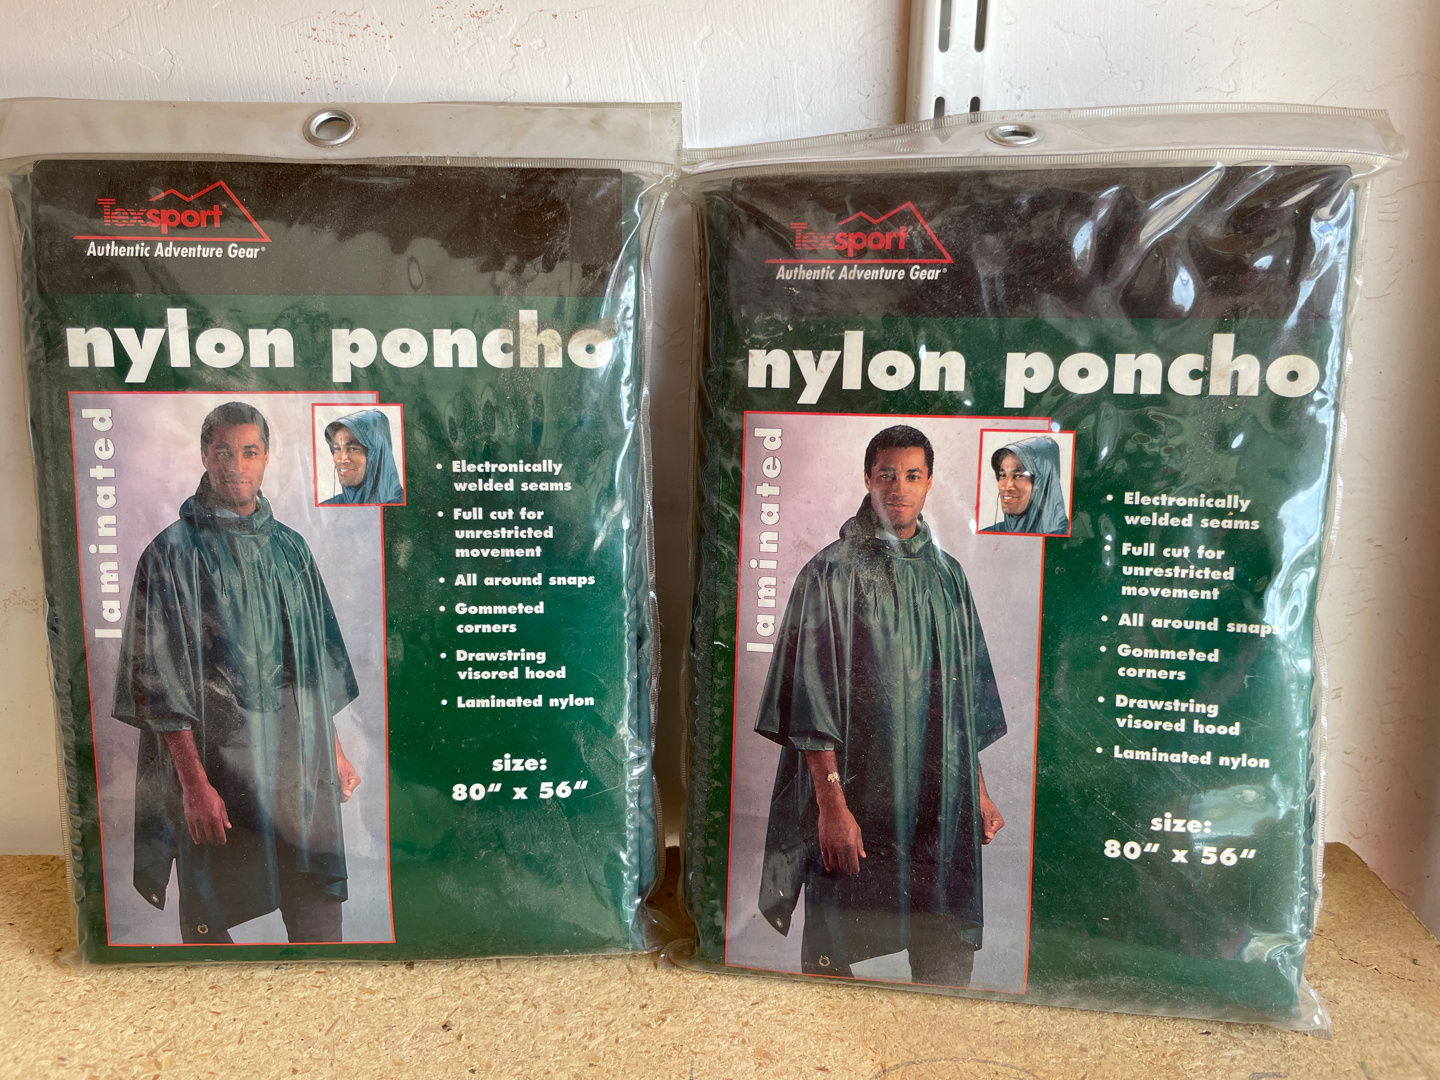 Texsport
Authentic Adventure Gear®
nylon poncho
laminated
• Electronically
welded seams
• Full cut for
unrestricted
movement
• All around snaps
• Gommeted
corners
• Drawstring
visored hood
• Laminated nylon
size:
80" x 56"
Texsport
Authentic Adventure Gear®
nylon poncho
laminated
• Electronically
welded seams
• Full cut for
unrestricted
movement
• All around snaps
• Gommeted
corners
• Drawstring
visored hood
• Laminated nylon
size:
80" x 56"